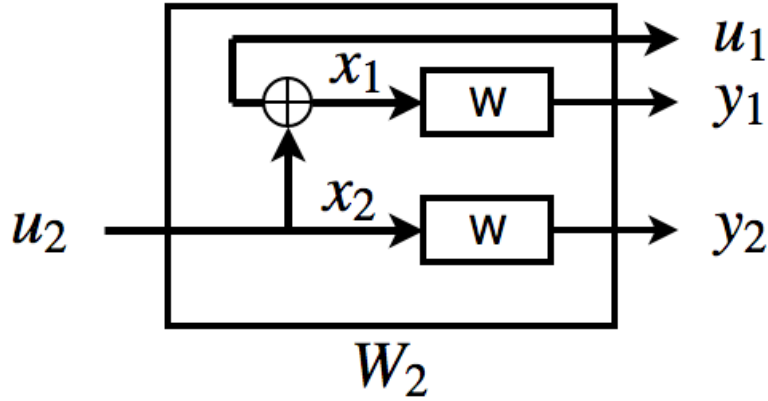 u₁
x₁ W y₁
u₂ x₂ W y₂
W₂